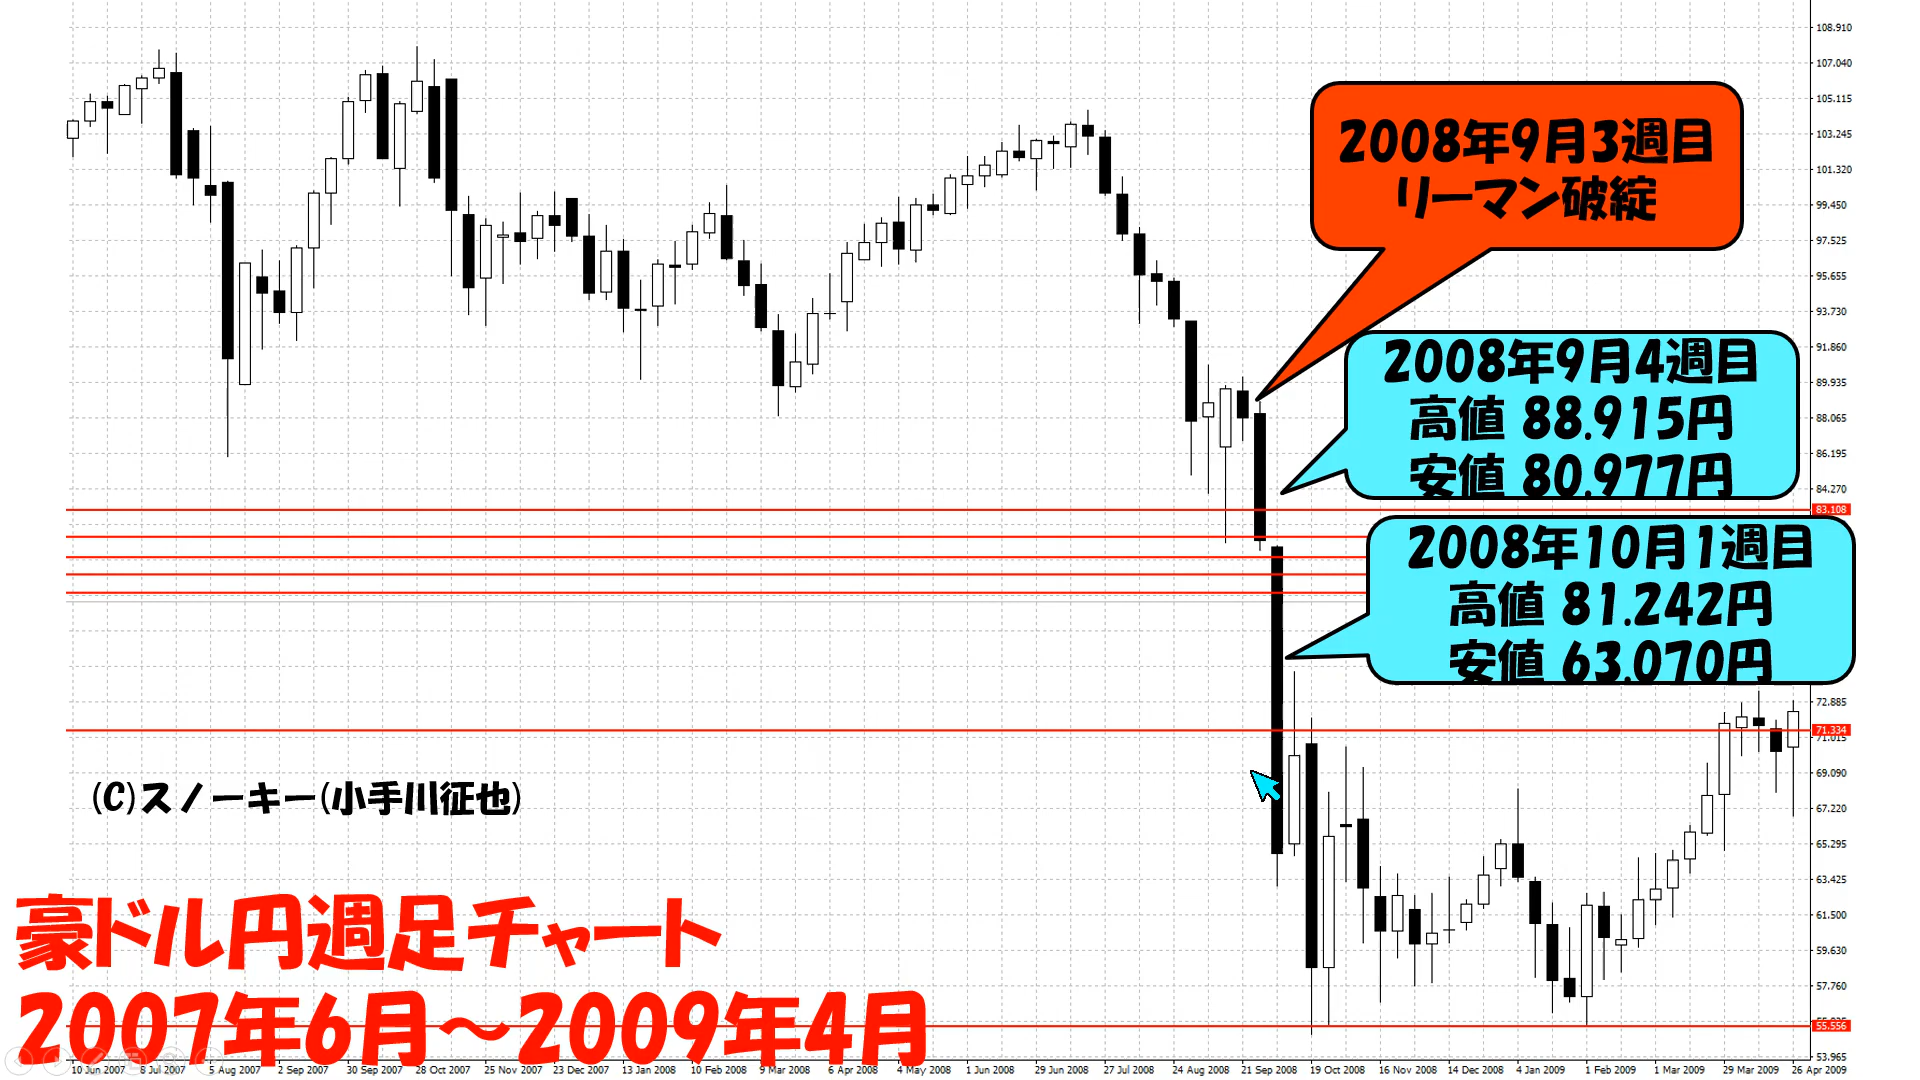 108.910
107.040
105.115
103.245
101.320
99.450
97.525
95.655
93.730
91.860
89.935
88.065
86.195
84.270
83.108
2008年9月3週目
リーマン破綻
2008年9月4週目
高値 88.915円
安値 80.977円
2008年10月1週目
高値 81.242円
安値 63.070円
72.885
71.334
71.015
69.090
67.220
65.295
63.425
61.500
59.630
57.760
55.556
53.965
(C)スノーキー(小手川征也)
豪ドル円週足チャート
2007年6月～2009年4月
10 Jun 2007 8 Jul 2007 5 Aug 2007 2 Sep 2007 30 Sep 2007 28 Oct 2007 25 Nov 2007 23 Dec 2007 13 Jan 2008 10 Feb 2008 9 Mar 2008 6 Apr 2008 4 May 2008 1 Jun 2008 29 Jun 2008 27 Jul 2008 24 Aug 2008 21 Sep 2008 19 Oct 2008 16 Nov 2008 14 Dec 2008 4 Jan 2009 1 Feb 2009 1 Mar 2009 29 Mar 2009 26 Apr 2009